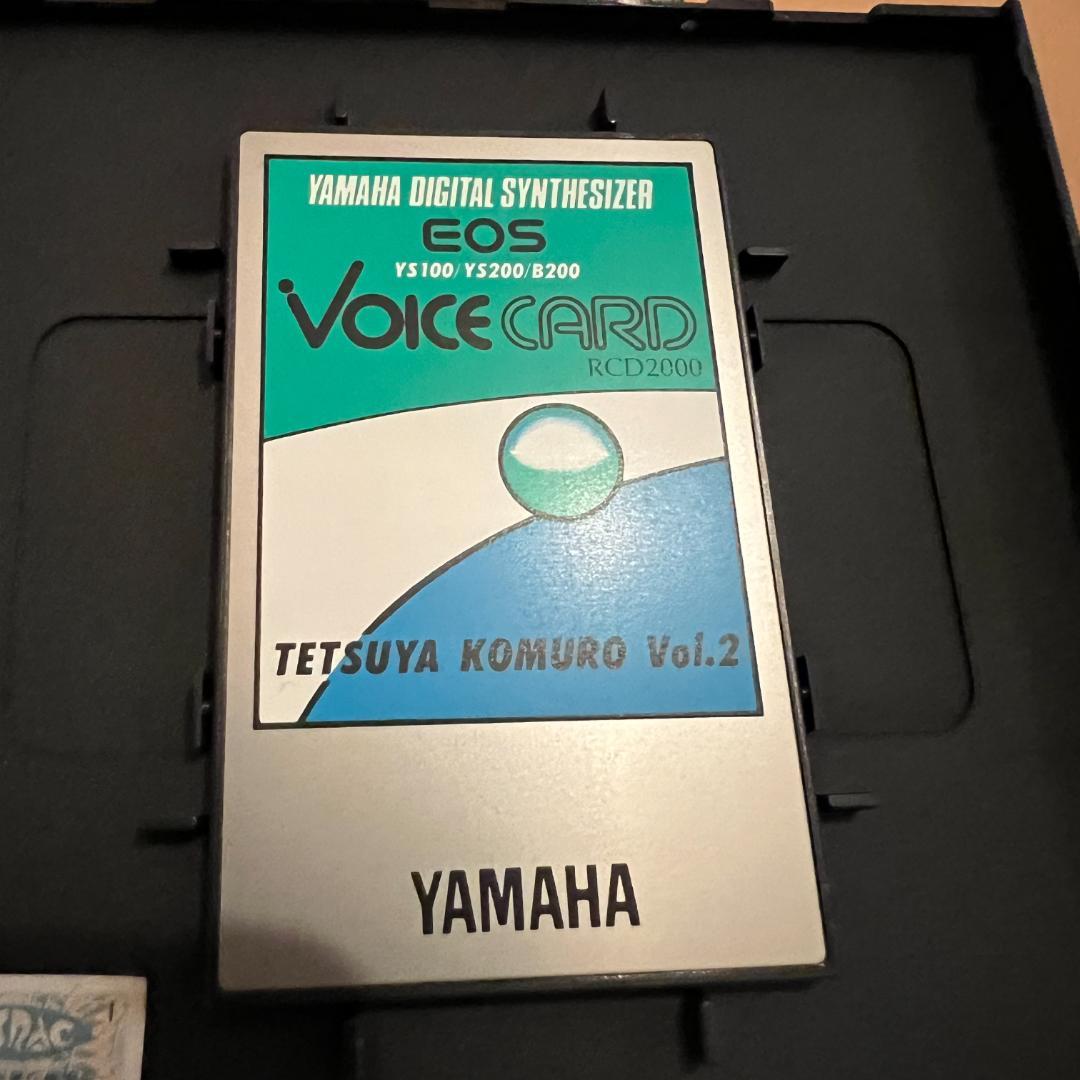 YAMAHA DIGITAL SYNTHESIZER
EOS
YS100/YS200/B200
VOICE CARD
RCD2000
TETSUYA KOMURO Vol.2
YAMAHA